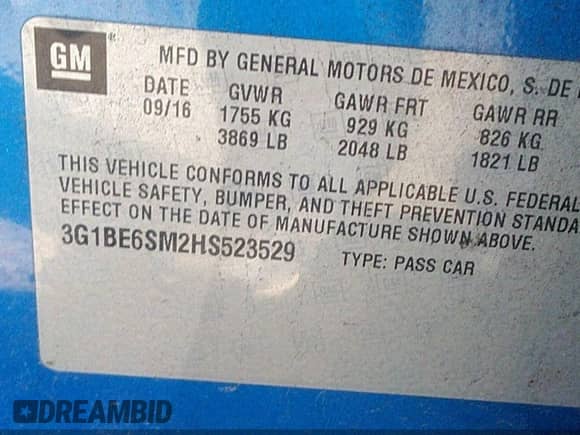 GM®
MFD BY GENERAL MOTORS DE MEXICO, S. DE
DATE GVWR GAWR FRT GAWR RR
09/16 1755 KG 929 KG 826 KG
3869 LB 2048 LB 1821 LB
THIS VEHICLE CONFORMS TO ALL APPLICABLE U.S. FEDERAL
VEHICLE SAFETY, BUMPER, AND THEFT PREVENTION STANDA
EFFECT ON THE DATE OF MANUFACTURE SHOWN ABOVE.
3G1BE6SM2HS523529 TYPE: PASS CAR
DREAMBID